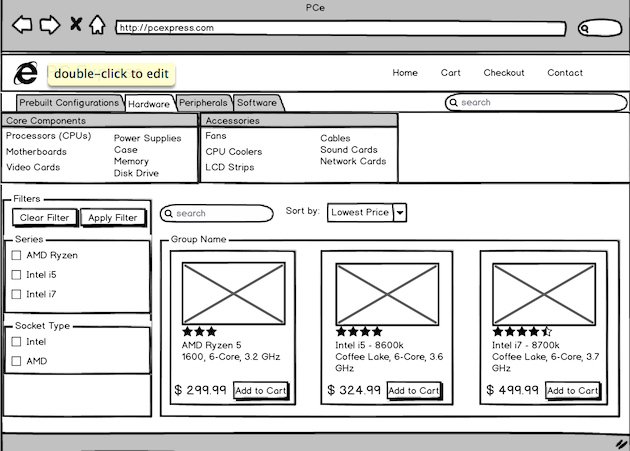 PCe
http://pcexpress.com
double-click to edit
Home Cart Checkout Contact
Prebuilt Configurations Hardware Peripherals Software
search
Core Components
Processors (CPUs)
Motherboards
Video Cards
Power Supplies
Case
Memory
Disk Drive
Accessories
Fans
CPU Coolers
LCD Strips
Cables
Sound Cards
Network Cards
Filters
Clear Filter Apply Filter
Series
AMD Ryzen
Intel i5
Intel i7
Socket Type
Intel
AMD
search
Sort by: Lowest Price
Group Name
AMD Ryzen 5
1600, 6-Core, 3.2 GHz
$ 299.99 Add to Cart
Intel i5 - 8600k
Coffee Lake, 6-Core, 3.6
GHz
$ 324.99 Add to Cart
Intel i7 - 8700k
Coffee Lake, 6-Core, 3.7
GHz
$ 499.99 Add to Cart